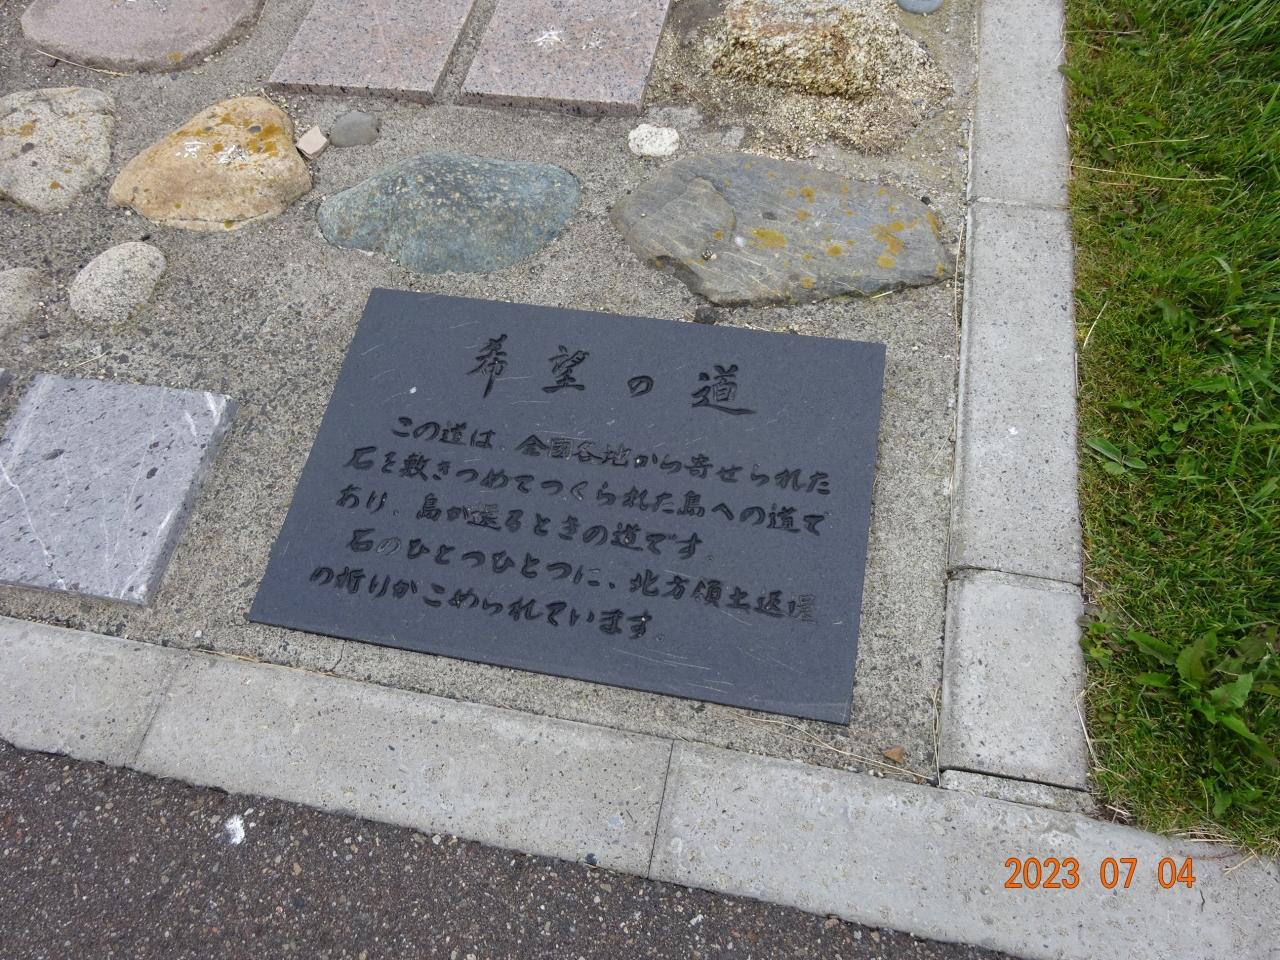 希望の道
この道は、全国各地から寄せられた
石を敷きつめてつくられた島への道で
あり、島が還るときの道です。
石のひとつひとつに、北方領土返還
の祈りがこめられています。
2023 07 04